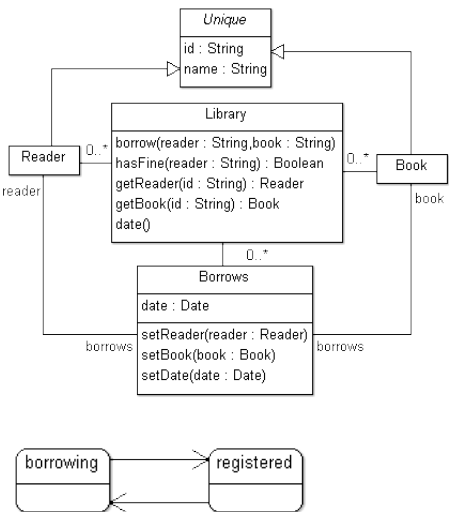 Unique
id : String
name : String
Library
borrow(reader : String,book : String)
hasFine(reader : String) : Boolean
getReader(id : String) : Reader
getBook(id : String) : Book
date()
Reader
0..*
0..*
Book
reader
book
0..*
Borrows
date : Date
setReader(reader : Reader)
setBook(book : Book)
setDate(date : Date)
borrows
borrows
borrowing
registered